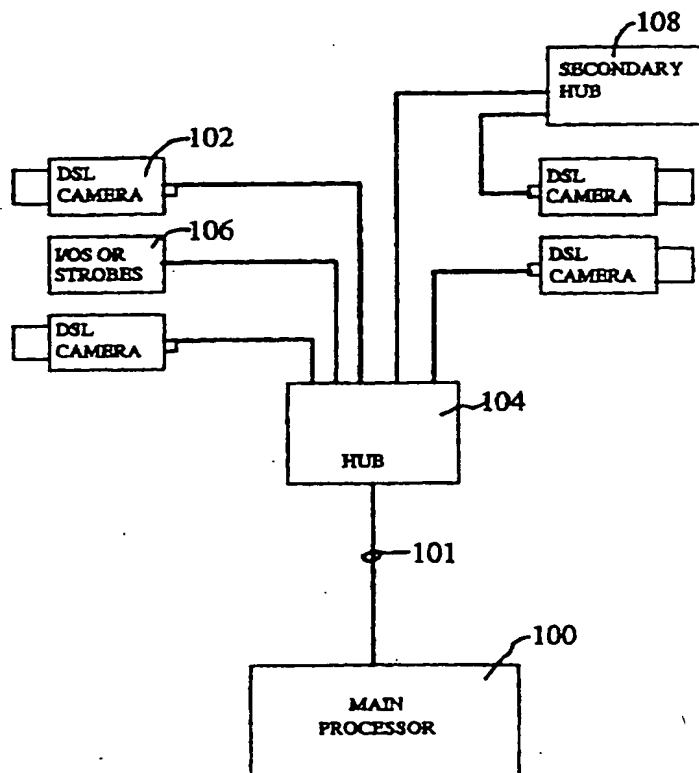 108
SECONDARY
HUB
102
DSL
CAMERA
DSL
CAMERA
106
I/OS OR
STROBES
DSL
CAMERA
DSL
CAMERA
104
HUB
101
100
MAIN
PROCESSOR